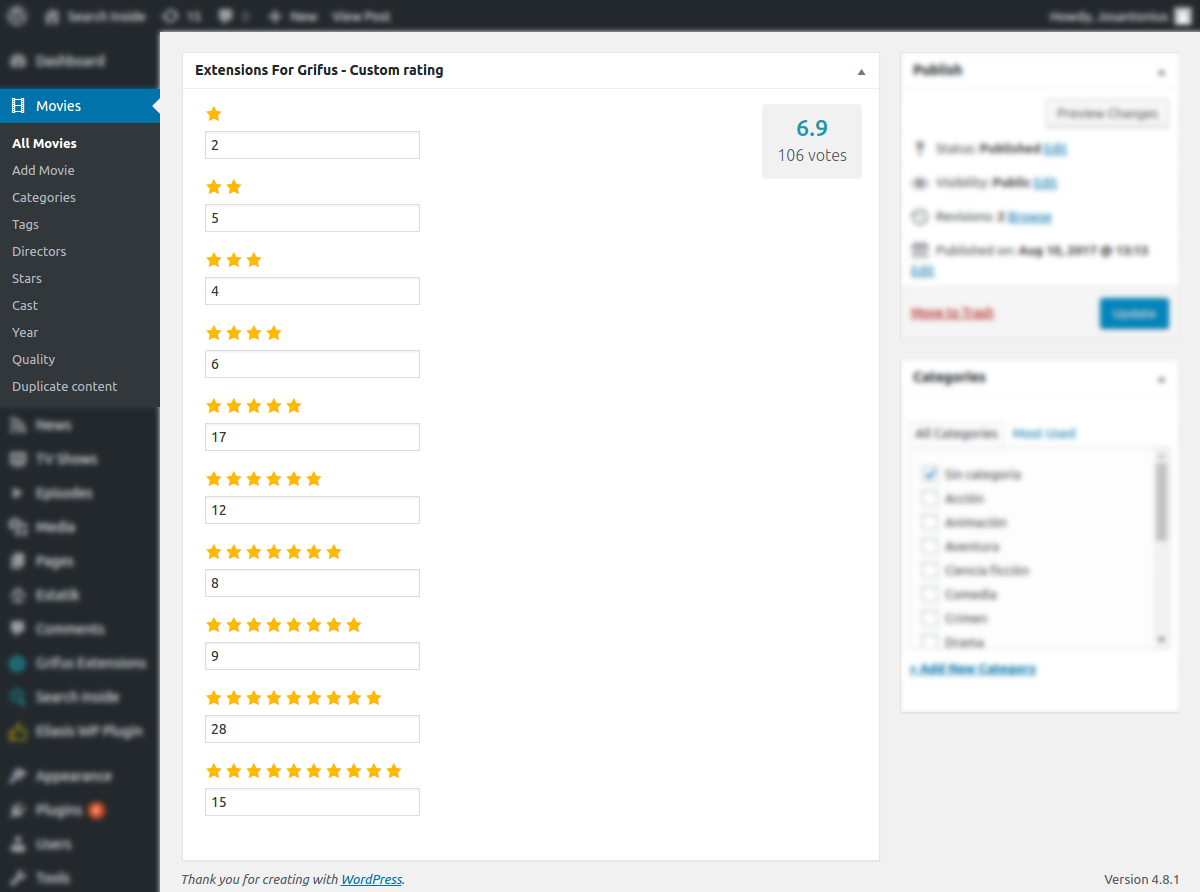 Search Inside
15
New
View Post
Howdy, Josantonius
Dashboard
Movies
All Movies
Add Movie
Categories
Tags
Directors
Stars
Cast
Year
Quality
Duplicate content
News
TV Shows
Episodes
Media
Pages
Estatik
Comments
Grifus Extensions
Search Inside
Eliasis WP Plugin
Appearance
Plugins
Users
Tools
Extensions For Grifus - Custom rating
6.9
106 votes
2
5
4
6
17
12
8
9
28
15
Publish
Preview Changes
Status: Published Edit
Visibility: Public Edit
Revisions: 2 Browse
Published on: Aug 10, 2017 @ 13:13
Edit
Move to Trash
Update
Categories
All Categories
Most Used
Sin categoría
Acción
Animación
Aventura
Ciencia ficción
Comedia
Crimen
Drama
+ Add New Category
Thank you for creating with WordPress.
Version 4.8.1